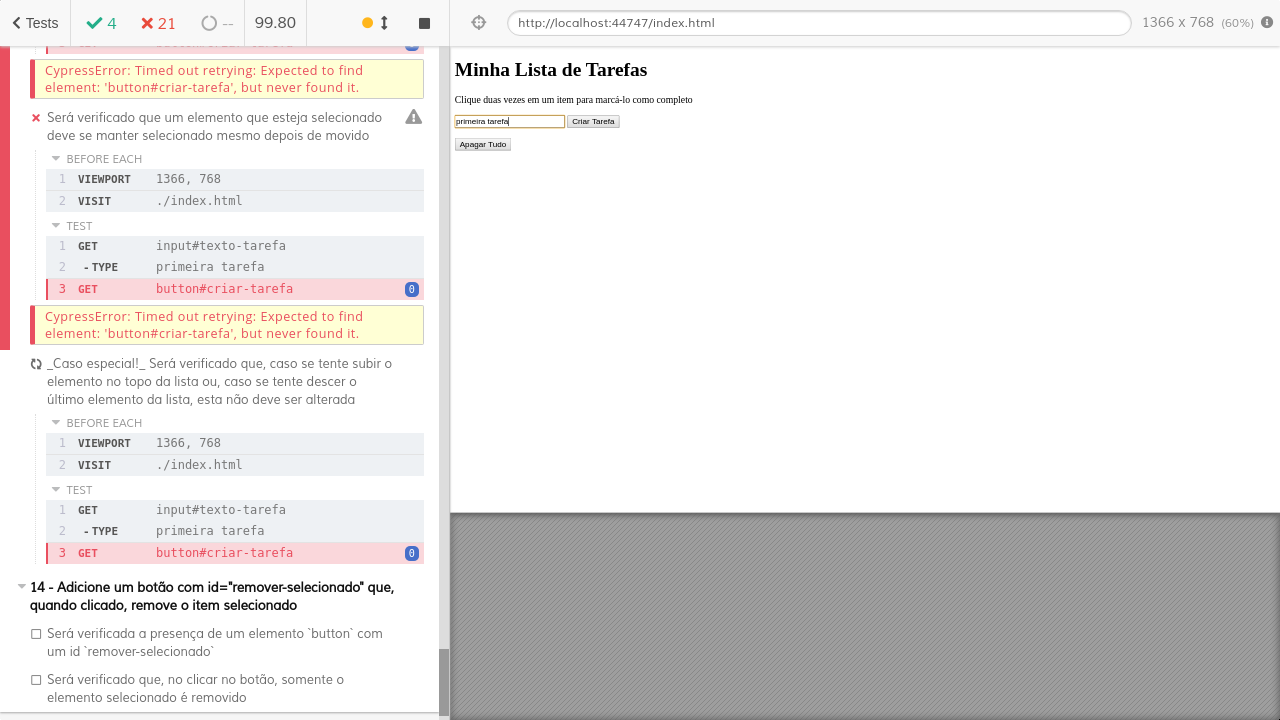 Tests
4
21
--
99.80
http://localhost:44747/index.html
1366 x 768 (60%)
CypressError: Timed out retrying: Expected to find
element: 'button#criar-tarefa', but never found it.
Será verificado que um elemento que esteja selecionado
deve se manter selecionado mesmo depois de movido
BEFORE EACH
1 VIEWPORT 1366, 768
2 VISIT ./index.html
TEST
1 GET input#texto-tarefa
2 -TYPE primeira tarefa
3 GET button#criar-tarefa 0
CypressError: Timed out retrying: Expected to find
element: 'button#criar-tarefa', but never found it.
_Caso especial!_ Será verificado que, caso se tente subir o
elemento no topo da lista ou, caso se tente descer o
último elemento da lista, esta não deve ser alterada
BEFORE EACH
1 VIEWPORT 1366, 768
2 VISIT ./index.html
TEST
1 GET input#texto-tarefa
2 -TYPE primeira tarefa
3 GET button#criar-tarefa 0
14 - Adicione um botão com id="remover-selecionado" que,
quando clicado, remove o item selecionado
Será verificada a presença de um elemento `button` com
um id `remover-selecionado`
Será verificado que, no clicar no botão, somente o
elemento selecionado é removido
Minha Lista de Tarefas
Clique duas vezes em um item para marcá-lo como completo
primeira tarefa Criar Tarefa
Apagar Tudo